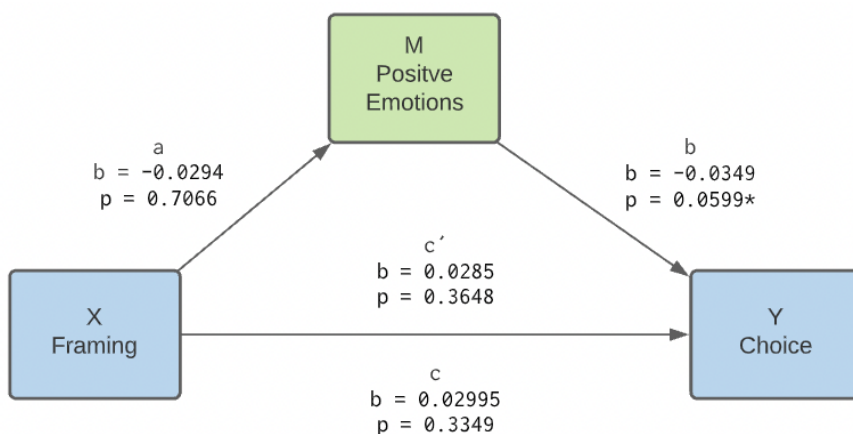 M
Positve
Emotions
a
b = -0.0294
p = 0.7066
b
b = -0.0349
p = 0.0599*
c´
b = 0.0285
p = 0.3648
X
Framing
Y
Choice
c
b = 0.02995
p = 0.3349